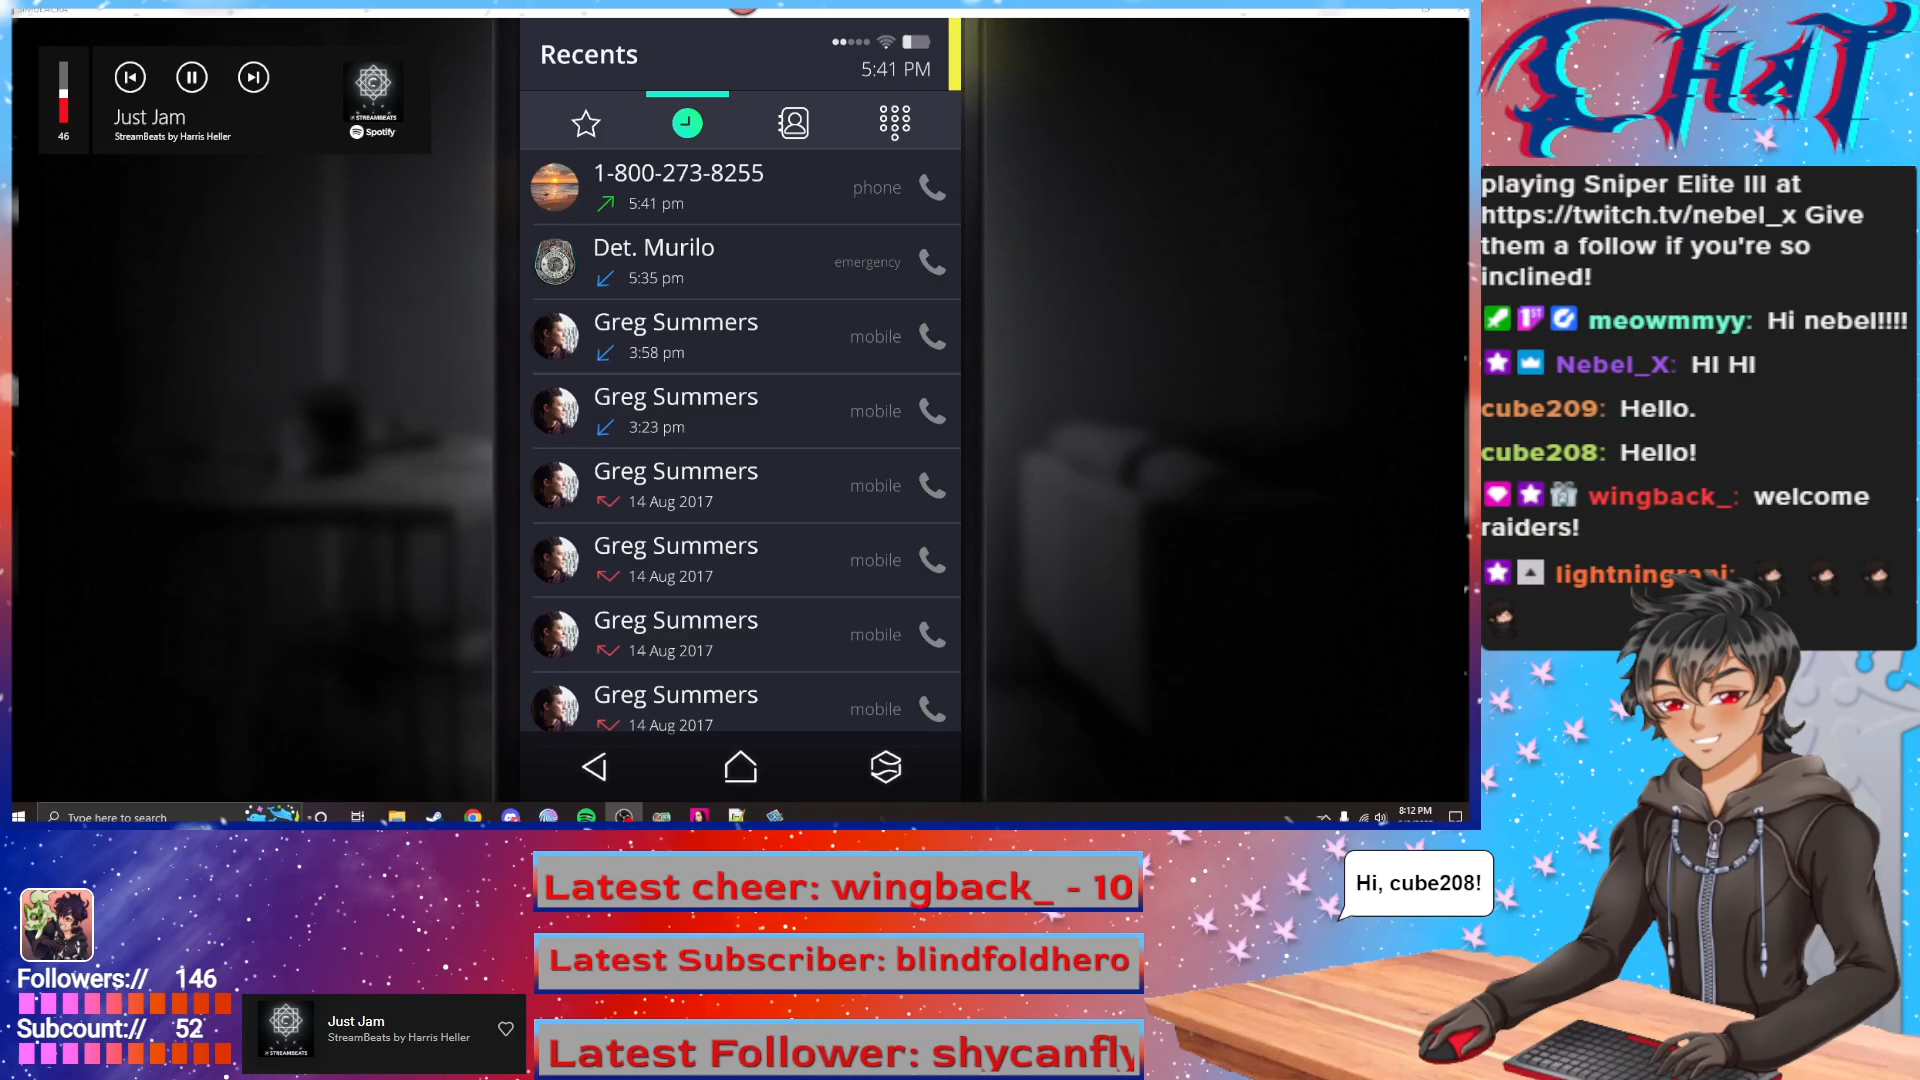 SIMULACRA
Just Jam
StreamBeats by Harris Heller
46
STREAMBEATS
Spotify
Recents
5:41 PM
1-800-273-8255
5:41 pm
phone
Det. Murilo
5:35 pm
emergency
Greg Summers
3:58 pm
mobile
Greg Summers
3:23 pm
mobile
Greg Summers
14 Aug 2017
mobile
Greg Summers
14 Aug 2017
mobile
Greg Summers
14 Aug 2017
mobile
Greg Summers
14 Aug 2017
mobile
Type here to search
8:12 PM
CHAT
playing Sniper Elite III at
https://twitch.tv/nebel_x Give
them a follow if you're so
inclined!
meowmmyy: Hi nebel!!!!
Nebel_X: HI HI
cube209: Hello.
cube208: Hello!
wingback_: welcome
raiders!
Hi, cube208!
Latest cheer: wingback_ - 10
Latest Subscriber: blindfoldhero
Latest Follower: shycanfly
Followers:// 146
Subcount:// 52
Just Jam
StreamBeats by Harris Heller
STREAMBEATS